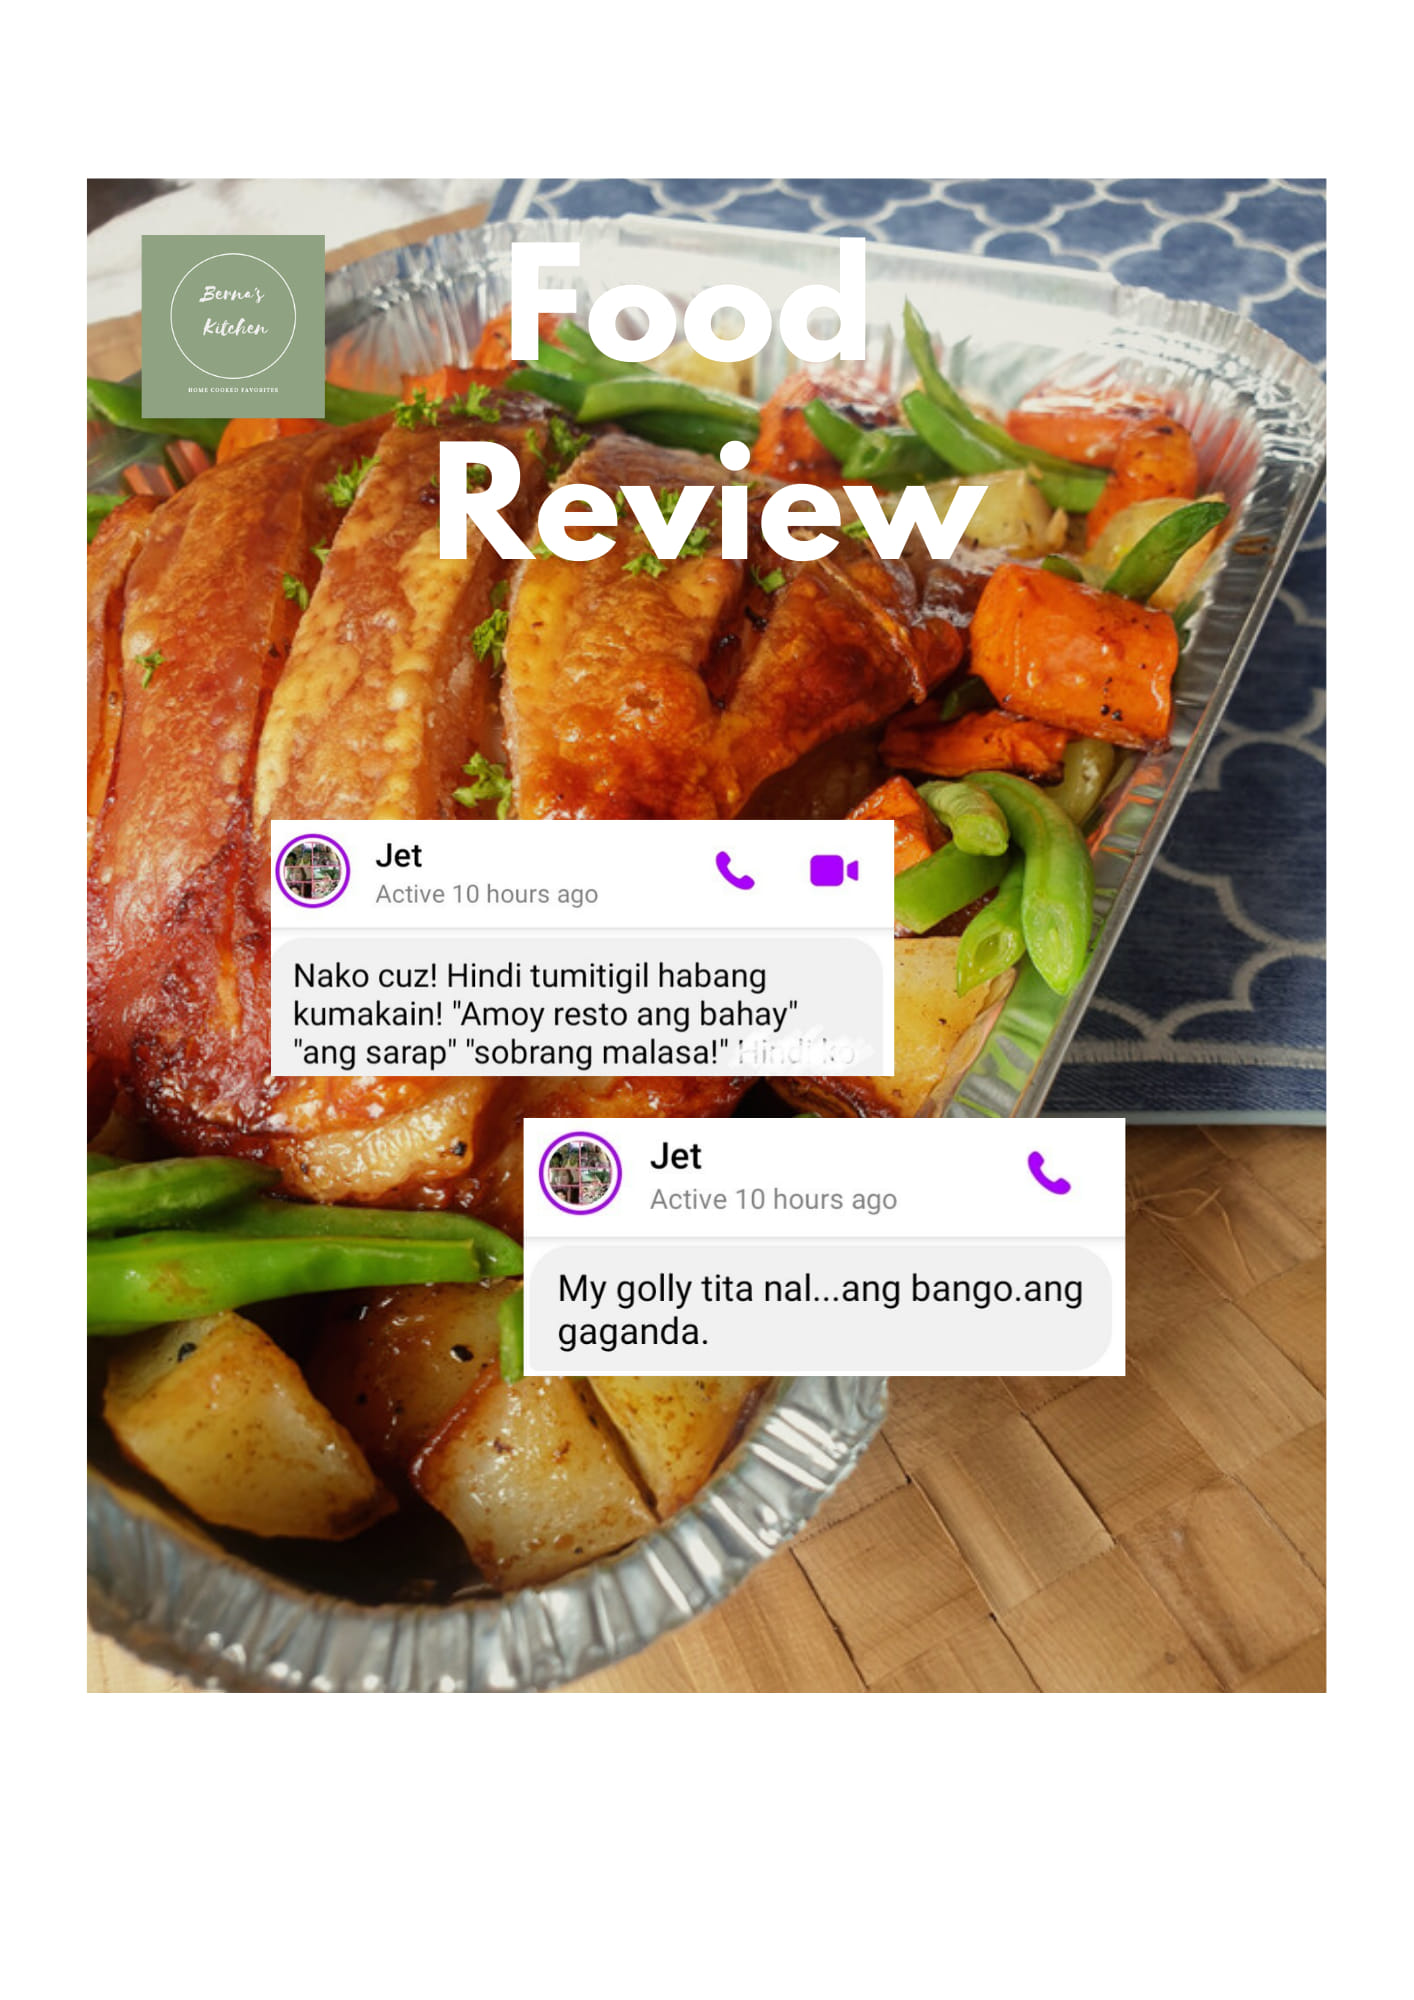 Berna's
Kitchen
HOME COOKED FAVORITES
Food
Review
Jet
Active 10 hours ago
Nako cuz! Hindi tumitigil habang
kumakain! "Amoy resto ang bahay"
"ang sarap" "sobrang malasa!" Hindi ko
Jet
Active 10 hours ago
My golly tita nal...ang bango.ang
gaganda.